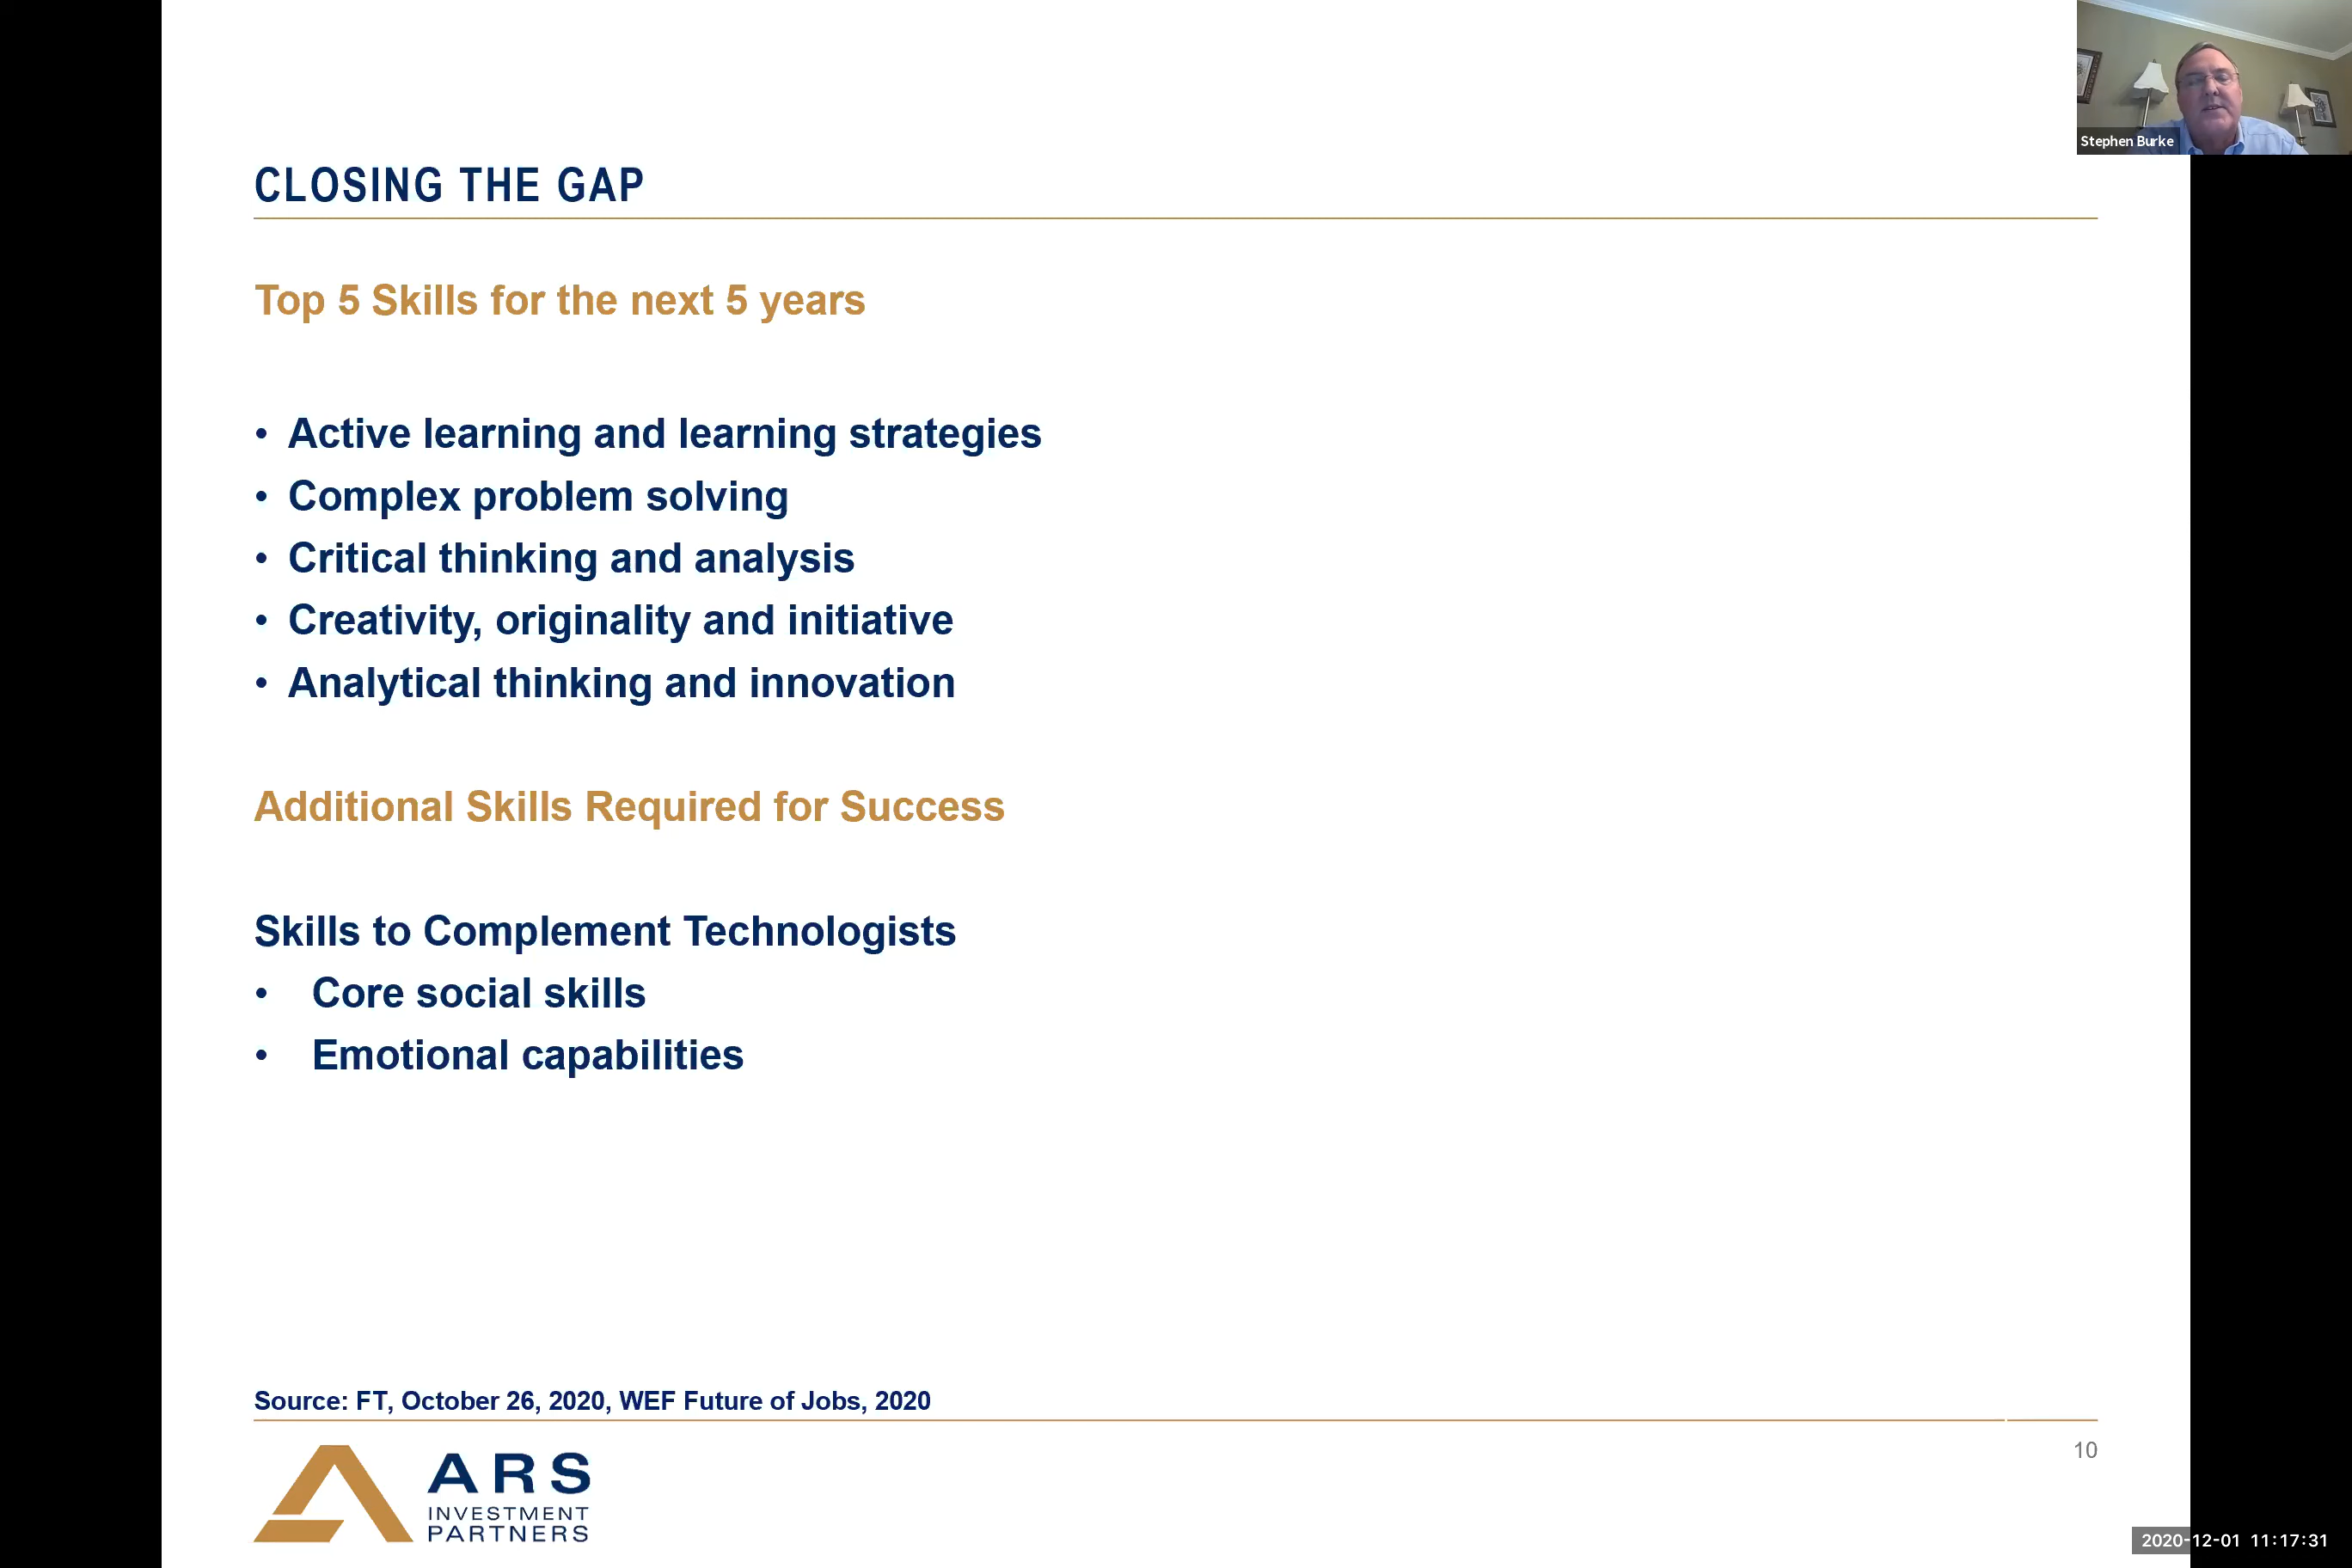 Stephen Burke
CLOSING THE GAP
Top 5 Skills for the next 5 years
• Active learning and learning strategies
• Complex problem solving
• Critical thinking and analysis
• Creativity, originality and initiative
• Analytical thinking and innovation
Additional Skills Required for Success
Skills to Complement Technologists
• Core social skills
• Emotional capabilities
Source: FT, October 26, 2020, WEF Future of Jobs, 2020
10
ARS
INVESTMENT
PARTNERS
2020-12-01 11:17:31